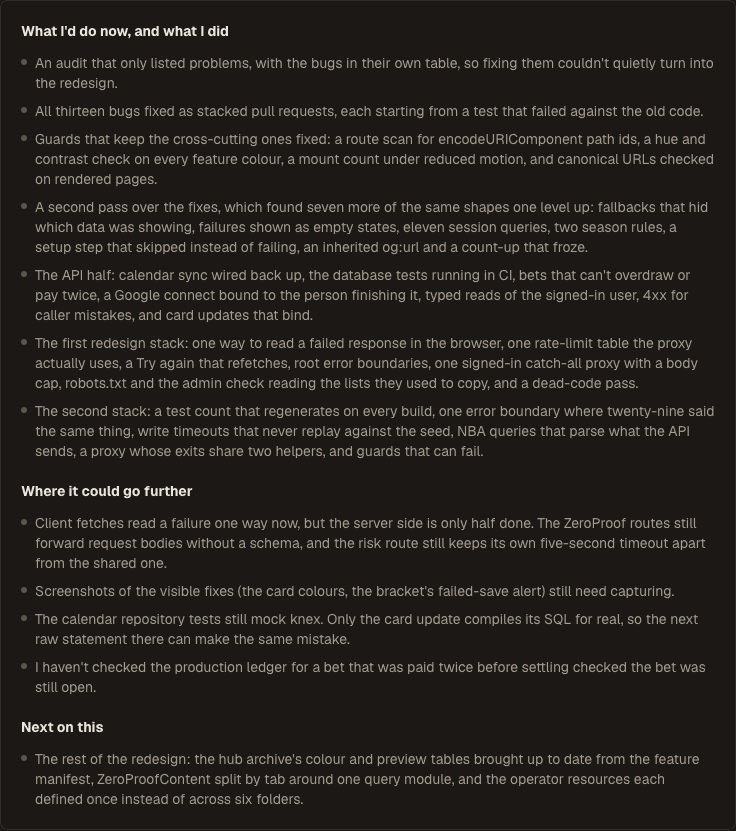 What I'd do now, and what I did
An audit that only listed problems, with the bugs in their own table, so fixing them couldn't quietly turn into
the redesign.
All thirteen bugs fixed as stacked pull requests, each starting from a test that failed against the old code.
Guards that keep the cross-cutting ones fixed: a route scan for encodeURIComponent path ids, a hue and
contrast check on every feature colour, a mount count under reduced motion, and canonical URLs checked
on rendered pages.
A second pass over the fixes, which found seven more of the same shapes one level up: fallbacks that hid
which data was showing, failures shown as empty states, eleven session queries, two season rules, a
setup step that skipped instead of failing, an inherited og:url and a count-up that froze.
The API half: calendar sync wired back up, the database tests running in CI, bets that can't overdraw or
pay twice, a Google connect bound to the person finishing it, typed reads of the signed-in user, 4xx for
caller mistakes, and card updates that bind.
The first redesign stack: one way to read a failed response in the browser, one rate-limit table the proxy
actually uses, a Try again that refetches, root error boundaries, one signed-in catch-all proxy with a body
cap, robots.txt and the admin check reading the lists they used to copy, and a dead-code pass.
The second stack: a test count that regenerates on every build, one error boundary where twenty-nine said
the same thing, write timeouts that never replay against the seed, NBA queries that parse what the API
sends, a proxy whose exits share two helpers, and guards that can fail.
Where it could go further
Client fetches read a failure one way now, but the server side is only half done. The ZeroProof routes still
forward request bodies without a schema, and the risk route still keeps its own five-second timeout apart
from the shared one.
Screenshots of the visible fixes (the card colours, the bracket's failed-save alert) still need capturing.
The calendar repository tests still mock knex. Only the card update compiles its SQL for real, so the next
raw statement there can make the same mistake.
I haven't checked the production ledger for a bet that was paid twice before settling checked the bet was
still open.
Next on this
The rest of the redesign: the hub archive's colour and preview tables brought up to date from the feature
manifest, ZeroProofContent split by tab around one query module, and the operator resources each
defined once instead of across six folders.